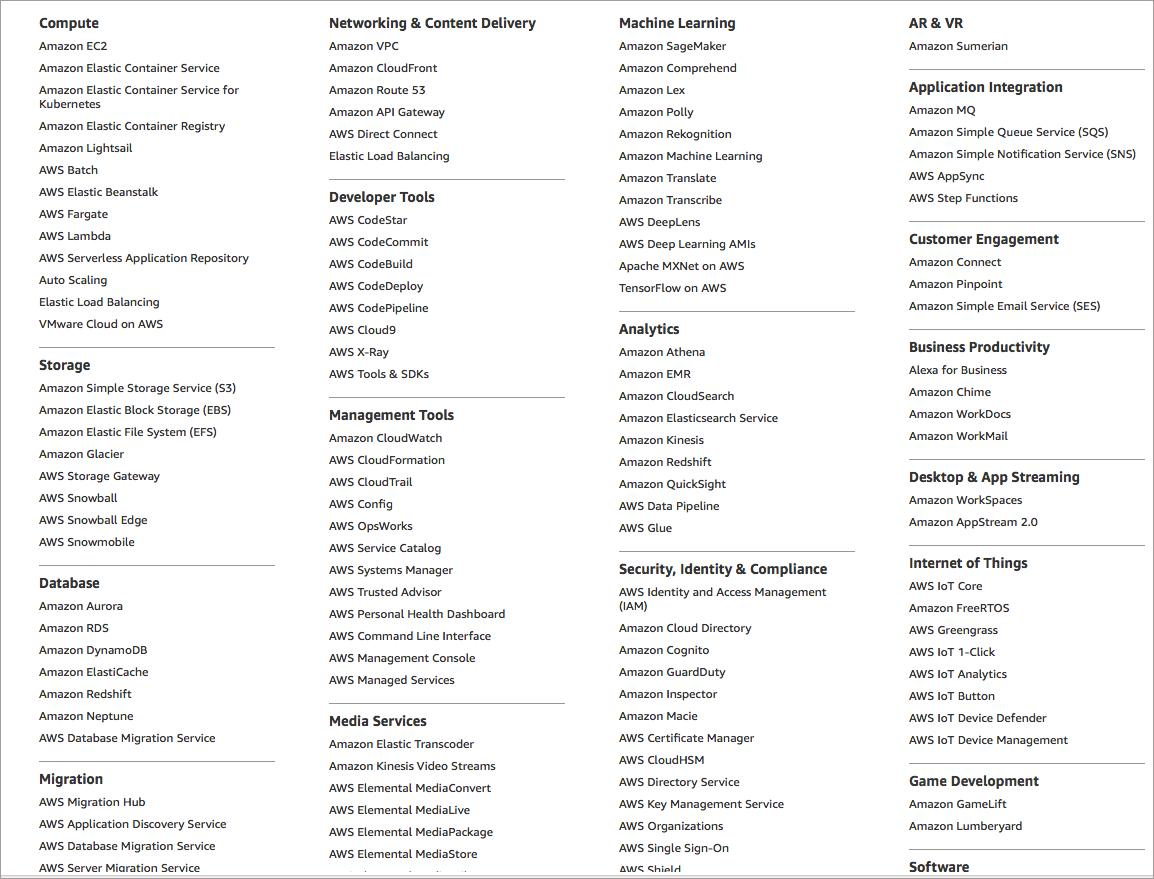 Compute
Amazon EC2
Amazon Elastic Container Service
Amazon Elastic Container Service for
Kubernetes
Amazon Elastic Container Registry
Amazon Lightsail
AWS Batch
AWS Elastic Beanstalk
AWS Fargate
AWS Lambda
AWS Serverless Application Repository
Auto Scaling
Elastic Load Balancing
VMware Cloud on AWS
Storage
Amazon Simple Storage Service (S3)
Amazon Elastic Block Storage (EBS)
Amazon Elastic File System (EFS)
Amazon Glacier
AWS Storage Gateway
AWS Snowball
AWS Snowball Edge
AWS Snowmobile
Database
Amazon Aurora
Amazon RDS
Amazon DynamoDB
Amazon ElastiCache
Amazon Redshift
Amazon Neptune
AWS Database Migration Service
Migration
AWS Migration Hub
AWS Application Discovery Service
AWS Database Migration Service
AWS Server Migration Service
Networking & Content Delivery
Amazon VPC
Amazon CloudFront
Amazon Route 53
Amazon API Gateway
AWS Direct Connect
Elastic Load Balancing
Developer Tools
AWS CodeStar
AWS CodeCommit
AWS CodeBuild
AWS CodeDeploy
AWS CodePipeline
AWS Cloud9
AWS X-Ray
AWS Tools & SDKs
Management Tools
Amazon CloudWatch
AWS CloudFormation
AWS CloudTrail
AWS Config
AWS OpsWorks
AWS Service Catalog
AWS Systems Manager
AWS Trusted Advisor
AWS Personal Health Dashboard
AWS Command Line Interface
AWS Management Console
AWS Managed Services
Media Services
Amazon Elastic Transcoder
Amazon Kinesis Video Streams
AWS Elemental MediaConvert
AWS Elemental MediaLive
AWS Elemental MediaPackage
AWS Elemental MediaStore
Machine Learning
Amazon SageMaker
Amazon Comprehend
Amazon Lex
Amazon Polly
Amazon Rekognition
Amazon Machine Learning
Amazon Translate
Amazon Transcribe
AWS DeepLens
AWS Deep Learning AMIs
Apache MXNet on AWS
TensorFlow on AWS
Analytics
Amazon Athena
Amazon EMR
Amazon CloudSearch
Amazon Elasticsearch Service
Amazon Kinesis
Amazon Redshift
Amazon QuickSight
AWS Data Pipeline
AWS Glue
Security, Identity & Compliance
AWS Identity and Access Management
(IAM)
Amazon Cloud Directory
Amazon Cognito
Amazon GuardDuty
Amazon Inspector
Amazon Macie
AWS Certificate Manager
AWS CloudHSM
AWS Directory Service
AWS Key Management Service
AWS Organizations
AWS Single Sign-On
AWS Shield
AR & VR
Amazon Sumerian
Application Integration
Amazon MQ
Amazon Simple Queue Service (SQS)
Amazon Simple Notification Service (SNS)
AWS AppSync
AWS Step Functions
Customer Engagement
Amazon Connect
Amazon Pinpoint
Amazon Simple Email Service (SES)
Business Productivity
Alexa for Business
Amazon Chime
Amazon WorkDocs
Amazon WorkMail
Desktop & App Streaming
Amazon WorkSpaces
Amazon AppStream 2.0
Internet of Things
AWS IoT Core
Amazon FreeRTOS
AWS Greengrass
AWS IoT 1-Click
AWS IoT Analytics
AWS IoT Button
AWS IoT Device Defender
AWS IoT Device Management
Game Development
Amazon GameLift
Amazon Lumberyard
Software